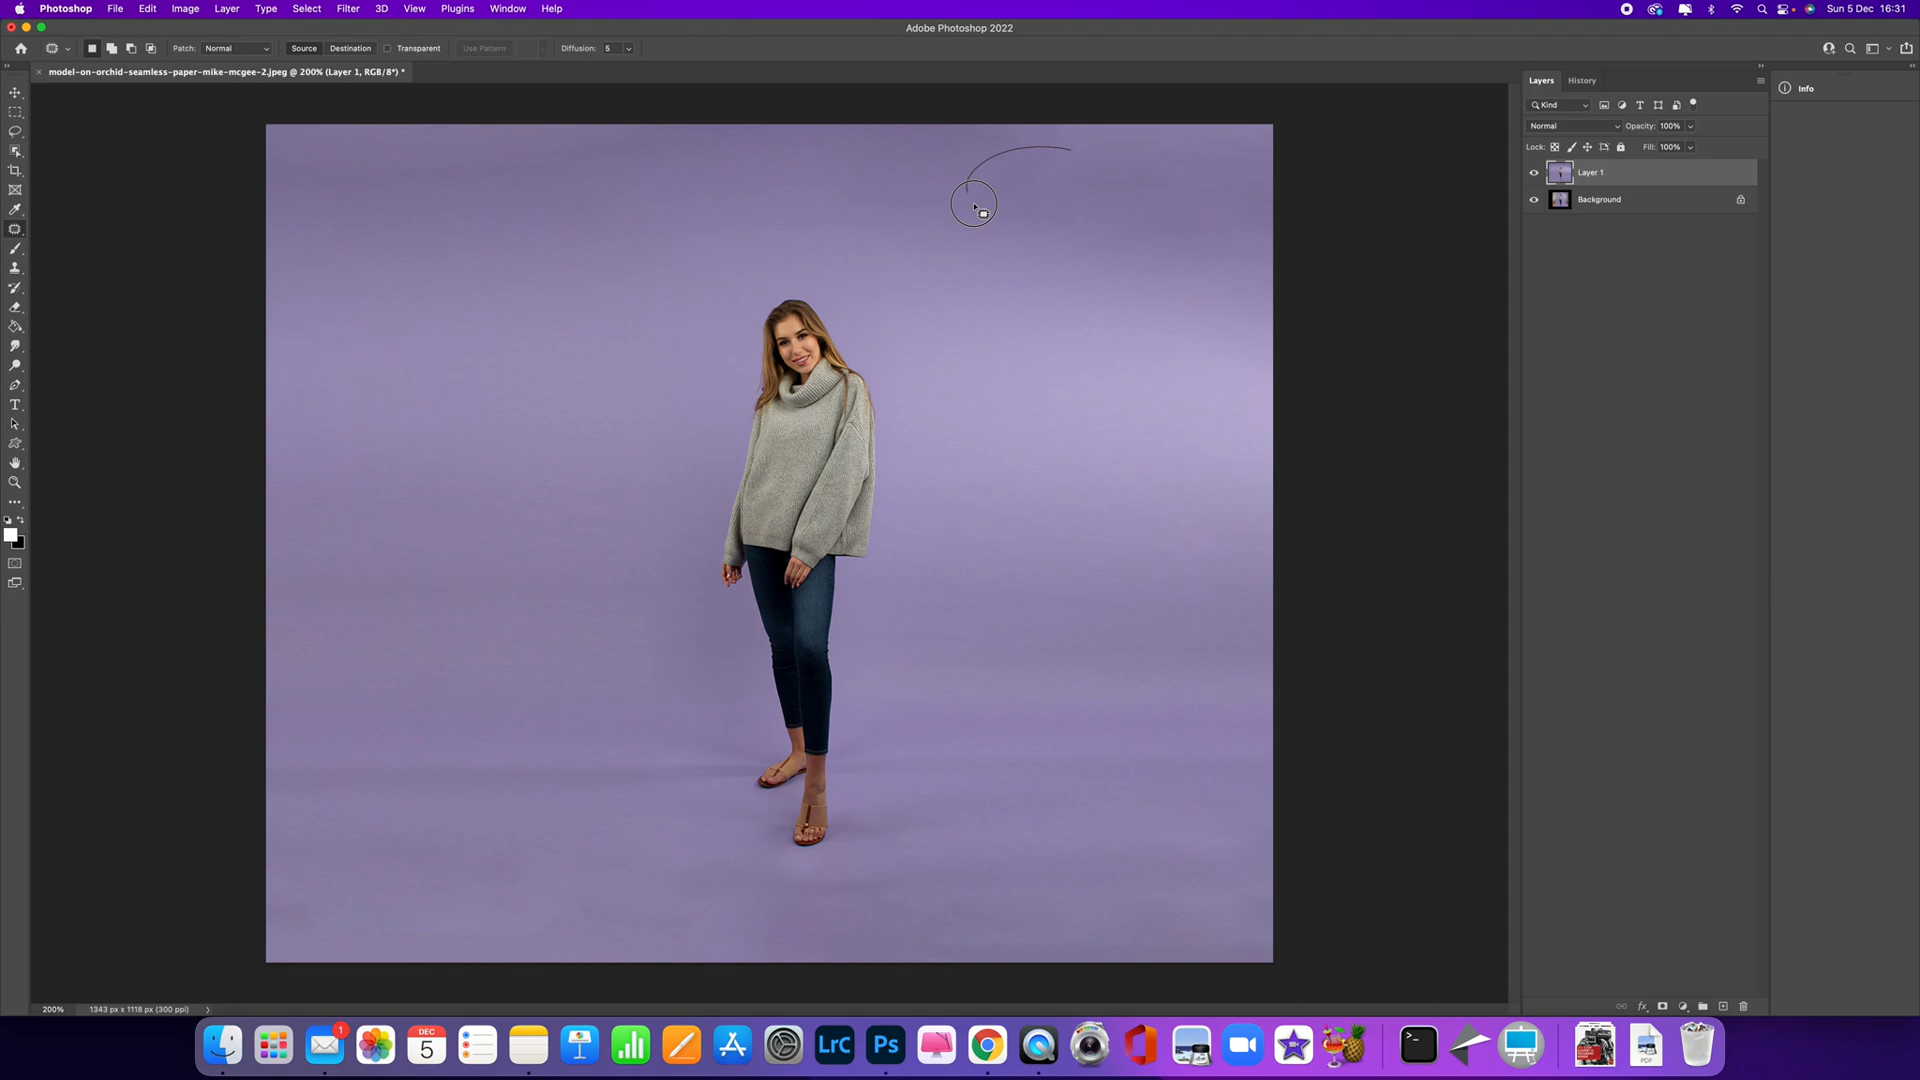 Photoshop File Edit Image Layer Type Select Filter 3D View Plugins Window Help Sun 5 Dec 16:31
Adobe Photoshop 2022
Patch: Normal Source Destination Transparent Use Pattern Diffusion: 5
× model-on-orchid-seamless-paper-mike-mcgee-2.jpeg @ 200% (Layer 1, RGB/8*) *
Layers History
Info
Kind
Normal Opacity: 100%
Lock: Fill: 100%
Layer 1
Background
200% 1343 px x 1118 px (300 ppi)
fx
1
DEC
5
LrC
Ps
>_
PDF